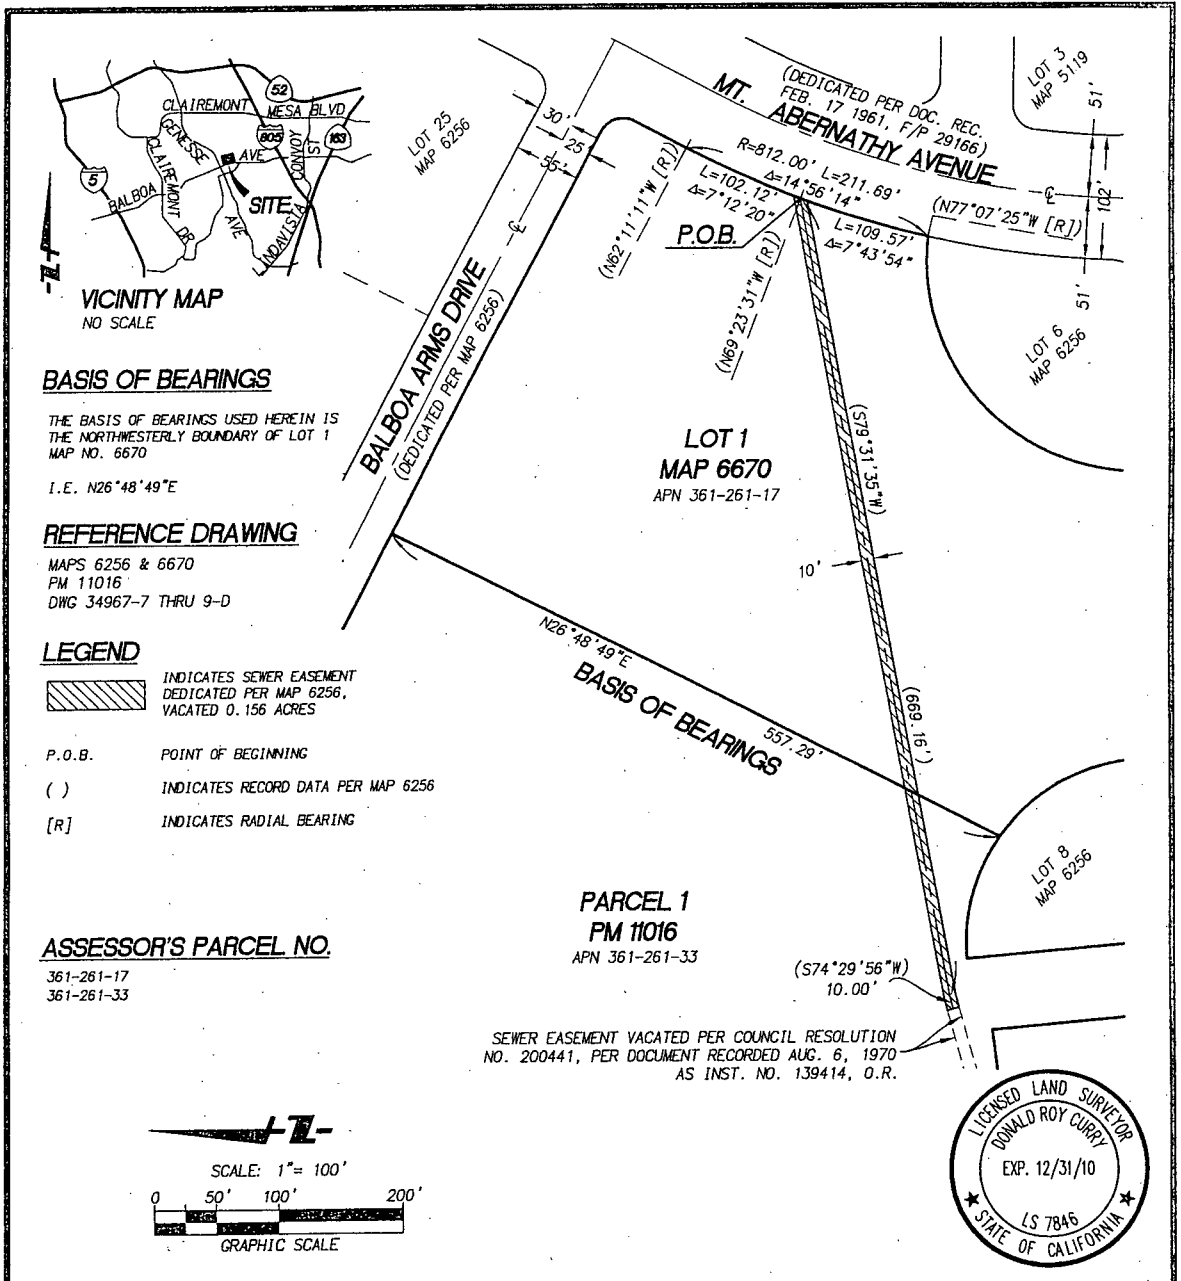 52
CLAIREMONT MESA BLVD
GENESSE
CLAIREMONT DR
805
CONVOY ST
163
AVE
5
BALBOA
SITE
AVE
LINDAVISTA
-N-
VICINITY MAP
NO SCALE
BASIS OF BEARINGS
THE BASIS OF BEARINGS USED HEREIN IS
THE NORTHWESTERLY BOUNDARY OF LOT 1
MAP NO. 6670
I.E. N26°48'49"E
REFERENCE DRAWING
MAPS 6256 & 6670
PM 11016
DWG 34967-7 THRU 9-D
LEGEND
INDICATES SEWER EASEMENT
DEDICATED PER MAP 6256,
VACATED 0.156 ACRES
P.O.B. POINT OF BEGINNING
( ) INDICATES RECORD DATA PER MAP 6256
[R] INDICATES RADIAL BEARING
ASSESSOR'S PARCEL NO.
361-261-17
361-261-33
LOT 25
MAP 6256
30'
25'
55'
℄
BALBOA ARMS DRIVE
(DEDICATED PER MAP 6256)
MT. ABERNATHY AVENUE
(DEDICATED PER DOC. REC.
FEB. 17 1961, F/P 29166)
LOT 3
MAP 5119
51'
102'
51'
℄
R=812.00' L=211.69'
Δ=14°56'14"
L=102.12'
Δ=7°12'20"
L=109.57'
Δ=7°43'54"
(N62°11'11"W [R])
(N69°23'31"W [R])
(N77°07'25"W [R])
P.O.B.
LOT 6
MAP 6256
LOT 1
MAP 6670
APN 361-261-17
(S79°31'35"W)
10'
(669.16')
N26°48'49"E
557.29'
BASIS OF BEARINGS
LOT 8
MAP 6256
PARCEL 1
PM 11016
APN 361-261-33
(S74°29'56"W)
10.00'
SEWER EASEMENT VACATED PER COUNCIL RESOLUTION
NO. 200441, PER DOCUMENT RECORDED AUG. 6, 1970
AS INST. NO. 139414, O.R.
-N-
SCALE: 1"= 100'
0 50' 100' 200'
GRAPHIC SCALE
LICENSED LAND SURVEYOR
DONALD ROY CURRY
EXP. 12/31/10
LS 7846
STATE OF CALIFORNIA